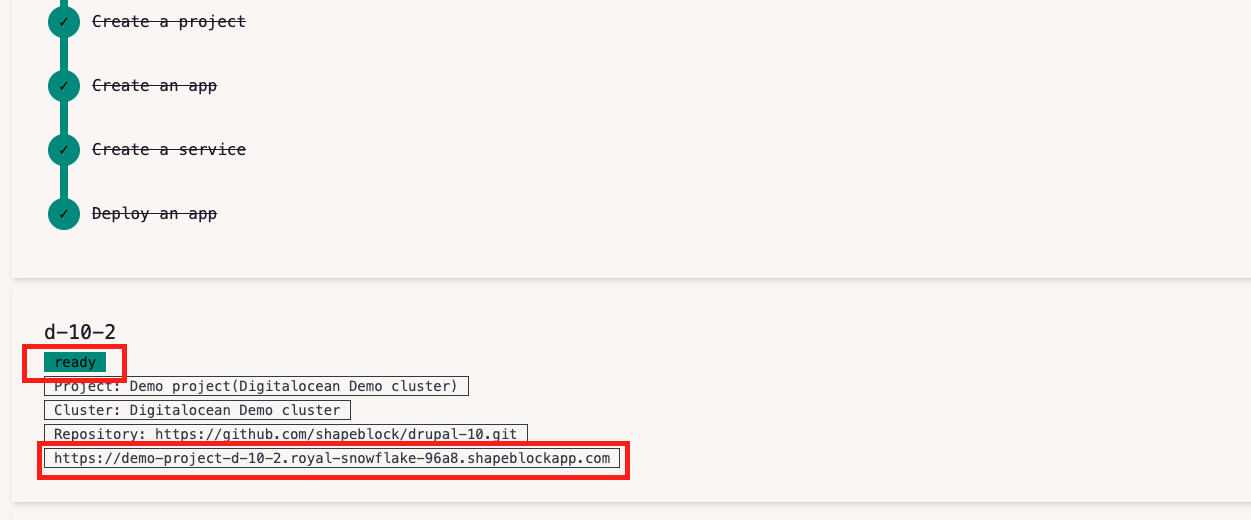 ✓ Create a project
✓ Create an app
✓ Create a service
✓ Deploy an app
d-10-2
ready
Project: Demo project(Digitalocean Demo cluster)
Cluster: Digitalocean Demo cluster
Repository: https://github.com/shapeblock/drupal-10.git
https://demo-project-d-10-2.royal-snowflake-96a8.shapeblockapp.com